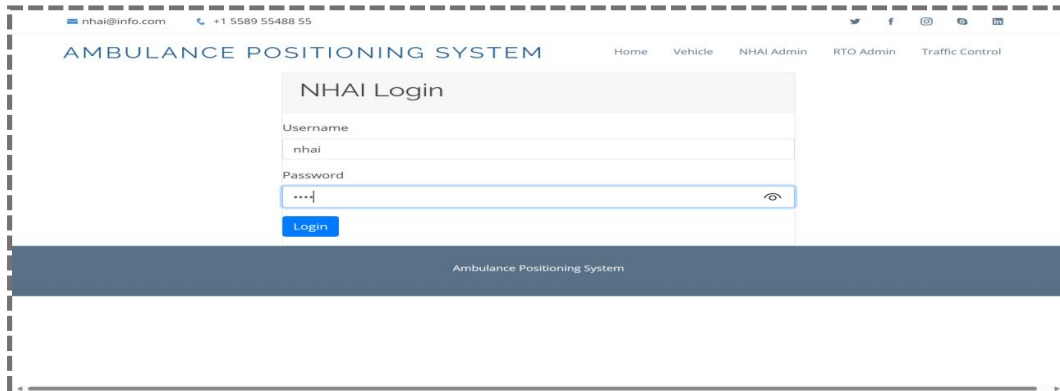 nhai@info.com +1 5589 55488 55
AMBULANCE POSITIONING SYSTEM Home Vehicle NHAI Admin RTO Admin Traffic Control
NHAI Login
Username
nhai
Password
••••
Login
Ambulance Positioning System